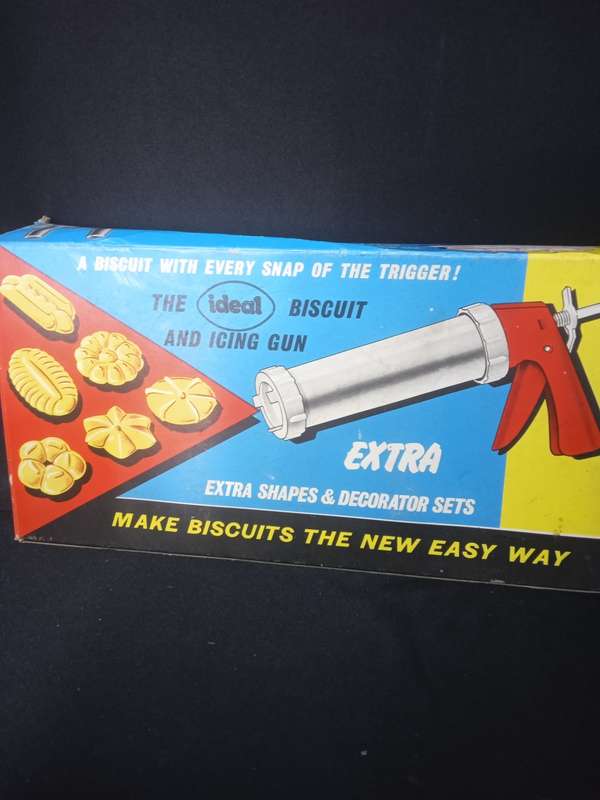 A BISCUIT WITH EVERY SNAP OF THE TRIGGER!
THE ideal BISCUIT
AND ICING GUN
EXTRA
EXTRA SHAPES & DECORATOR SETS
MAKE BISCUITS THE NEW EASY WAY